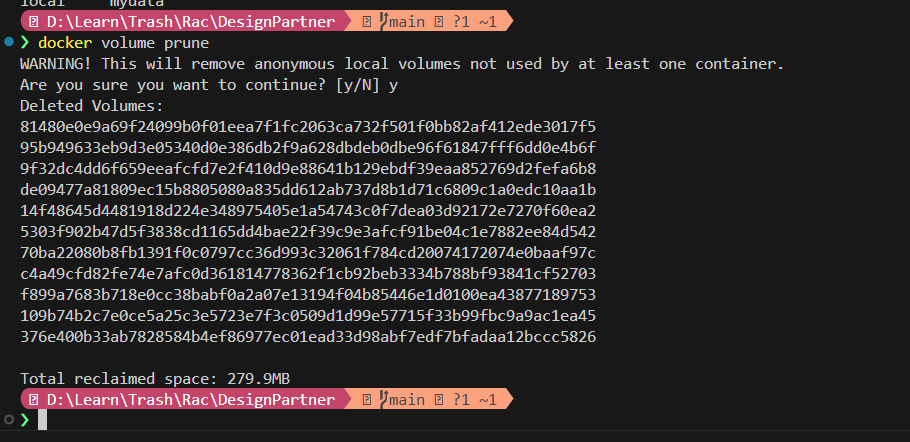 local     mydata
D:\Learn\Trash\Rac\DesignPartner main ?1 ~1
❯ docker volume prune
WARNING! This will remove anonymous local volumes not used by at least one container.
Are you sure you want to continue? [y/N] y
Deleted Volumes:
81480e0e9a69f24099b0f01eea7f1fc2063ca732f501f0bb82af412ede3017f5
95b949633eb9d3e05340d0e386db2f9a628dbdeb0dbe96f61847fff6dd0e4b6f
9f32dc4dd6f659eeafcfd7e2f410d9e88641b129ebdf39eaa852769d2fefa6b8
de09477a81809ec15b8805080a835dd612ab737d8b1d71c6809c1a0edc10aa1b
14f48645d4481918d224e348975405e1a54743c0f7dea03d92172e7270f60ea2
5303f902b47d5f3838cd1165dd4bae22f39c9e3afcf91be04c1e7882ee84d542
70ba22080b8fb1391f0c0797cc36d993c32061f784cd20074172074e0baaf97c
c4a49cfd82fe74e7afc0d361814778362f1cb92beb3334b788bf93841cf52703
f899a7683b718e0cc38babf0a2a07e13194f04b85446e1d0100ea43877189753
109b74b2c7e0ce5a25c3e5723e7f3c0509d1d99e57715f33b99fbc9a9ac1ea45
376e400b33ab7828584b4ef86977ec01ead33d98abf7edf7bfadaa12bccc5826
Total reclaimed space: 279.9MB
D:\Learn\Trash\Rac\DesignPartner main ?1 ~1
❯